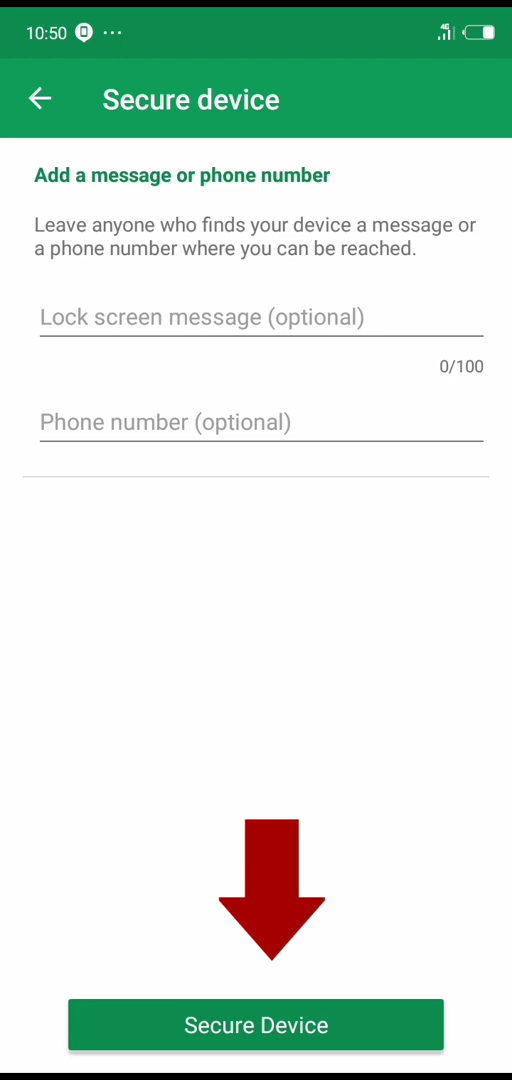 10:50
4G
Secure device
Add a message or phone number
Leave anyone who finds your device a message or
a phone number where you can be reached.
Lock screen message (optional)
0/100
Phone number (optional)
Secure Device